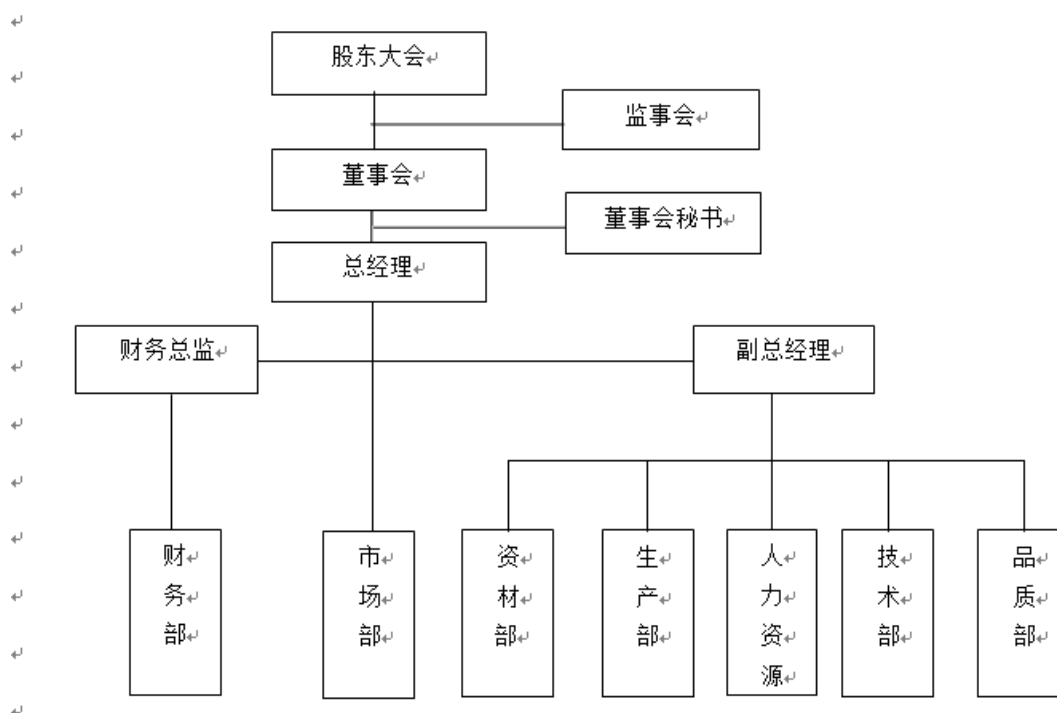 股东大会
监事会
董事会
董事会秘书
总经理
财务总监
副总经理
财务部
市场部
资材部
生产部
人力资源
技术部
品质部